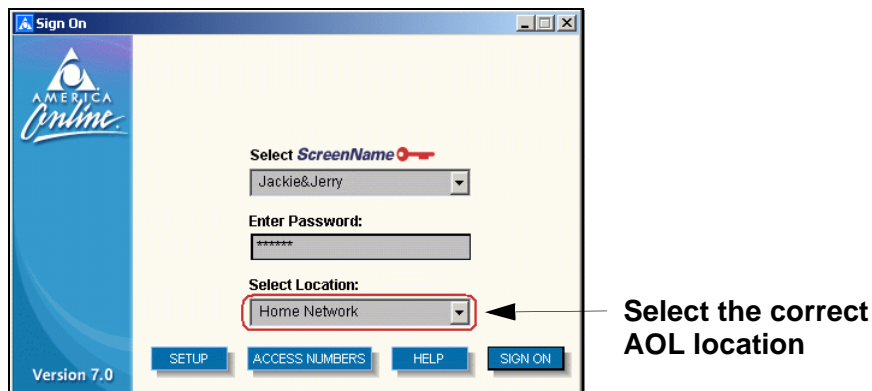 Sign On
AMERICA
Online.
Select ScreenName
Jackie&Jerry
Enter Password:
******
Select Location:
Home Network
Select the correct
AOL location
SETUP
ACCESS NUMBERS
HELP
SIGN ON
Version 7.0